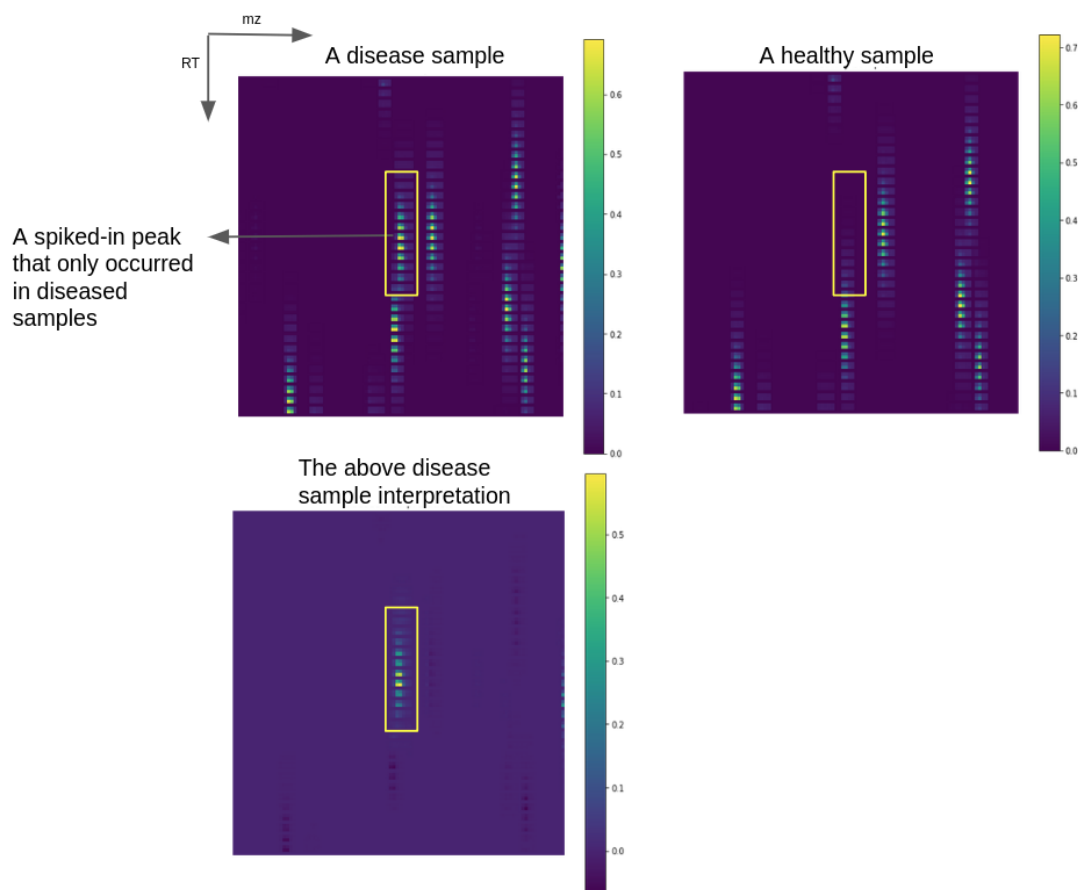 mz
RT
A disease sample
A healthy sample
0.6
0.5
0.4
0.3
0.2
0.1
0.0
0.7
0.6
0.5
0.4
0.3
0.2
0.1
0.0
A spiked-in peak
that only occurred
in diseased
samples
The above disease
sample interpretation
0.5
0.4
0.3
0.2
0.1
0.0